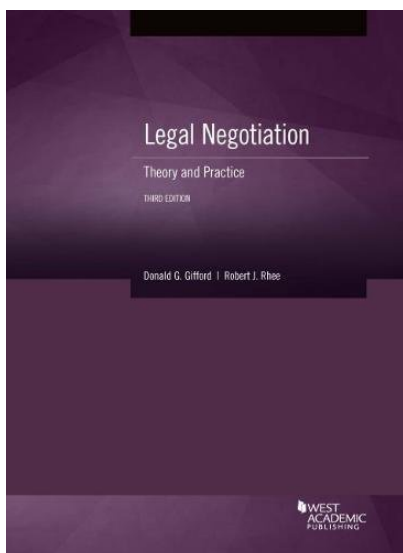 Legal Negotiation
Theory and Practice
THIRD EDITION
Donald G. Gifford | Robert J. Rhee
WEST
ACADEMIC
PUBLISHING